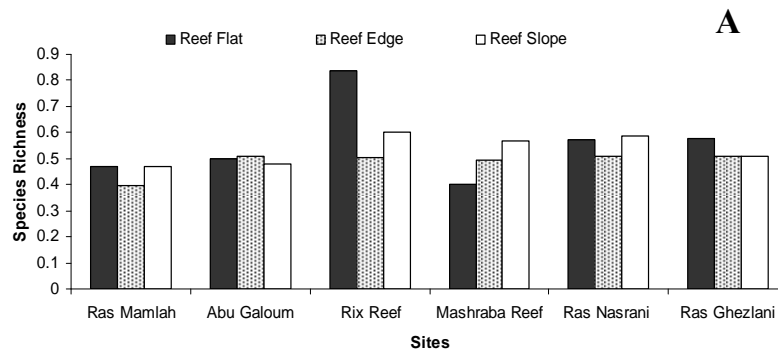 A
Reef Flat Reef Edge Reef Slope
Species Richness
0.9
0.8
0.7
0.6
0.5
0.4
0.3
0.2
0.1
0
Ras Mamlah Abu Galoum Rix Reef Mashraba Reef Ras Nasrani Ras Ghezlani
Sites